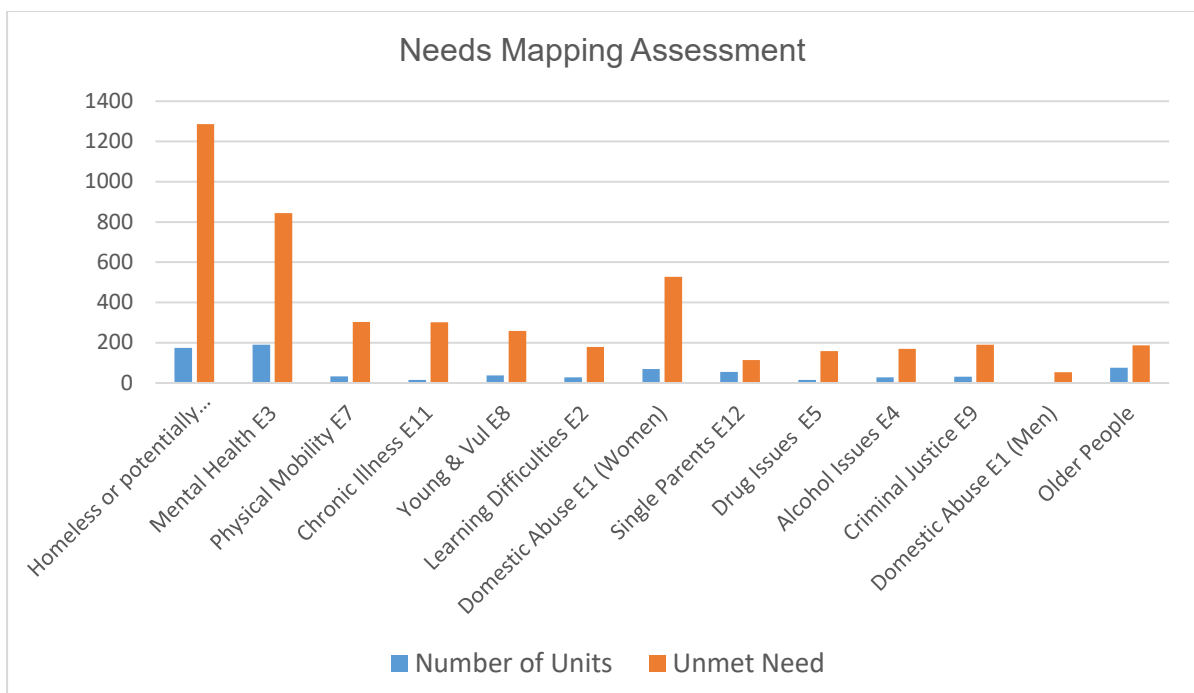 Needs Mapping Assessment
1400
1200
1000
800
600
400
200
0
Homeless or potentially...
Mental Health E3
Physical Mobility E7
Chronic Illness E11
Young & Vul E8
Learning Difficulties E2
Domestic Abuse E1 (Women)
Single Parents E12
Drug Issues  E5
Alcohol Issues E4
Criminal Justice E9
Domestic Abuse E1 (Men)
Older People
Number of Units
Unmet Need